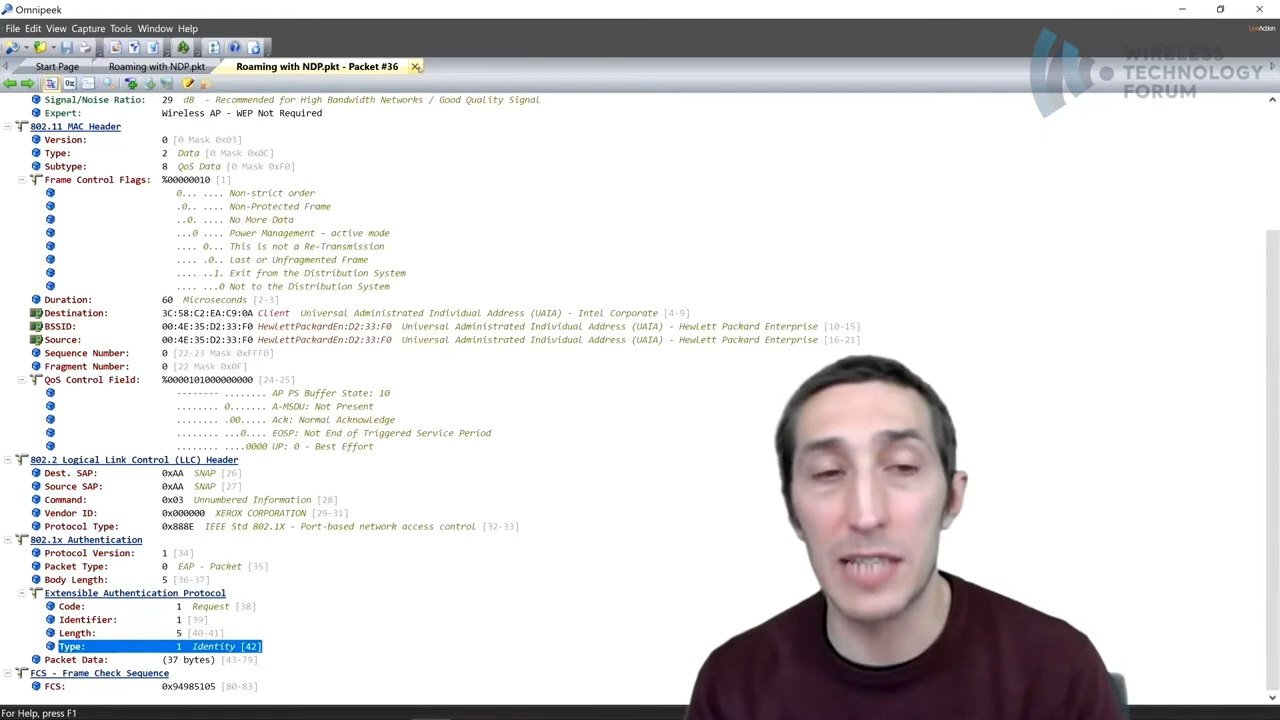 Omnipeek
File Edit View Capture Tools Window Help
LiveAction
Start Page Roaming with NDP.pkt Roaming with NDP.pkt - Packet #36
WIRELESS
TECHNOLOGY
FORUM
Signal/Noise Ratio: 29 dB - Recommended for High Bandwidth Networks / Good Quality Signal
Expert: Wireless AP - WEP Not Required
802.11 MAC Header
Version: 0 [0 Mask 0x03]
Type: 2 Data [0 Mask 0x0C]
Subtype: 8 QoS Data [0 Mask 0xF0]
Frame Control Flags: %00000010 [1]
0... .... Non-strict order
.0.. .... Non-Protected Frame
..0. .... No More Data
...0 .... Power Management - active mode
.... 0... This is not a Re-Transmission
.... .0.. Last or Unfragmented Frame
.... ..1. Exit from the Distribution System
.... ...0 Not to the Distribution System
Duration: 60 Microseconds [2-3]
Destination: 3C:58:C2:EA:C9:0A Client Universal Administrated Individual Address (UAIA) - Intel Corporate [4-9]
BSSID: 00:4E:35:D2:33:F0 HewlettPackardEn:D2:33:F0 Universal Administrated Individual Address (UAIA) - Hewlett Packard Enterprise [10-15]
Source: 00:4E:35:D2:33:F0 HewlettPackardEn:D2:33:F0 Universal Administrated Individual Address (UAIA) - Hewlett Packard Enterprise [16-21]
Sequence Number: 0 [22-23 Mask 0xFFF0]
Fragment Number: 0 [22 Mask 0x0F]
QoS Control Field: %0000101000000000 [24-25]
-------- ........ AP PS Buffer State: 10
........ 0....... A-MSDU: Not Present
........ .00..... Ack: Normal Acknowledge
........ ...0.... EOSP: Not End of Triggered Service Period
........ ....0000 UP: 0 - Best Effort
802.2 Logical Link Control (LLC) Header
Dest. SAP: 0xAA SNAP [26]
Source SAP: 0xAA SNAP [27]
Command: 0x03 Unnumbered Information [28]
Vendor ID: 0x000000 XEROX CORPORATION [29-31]
Protocol Type: 0x888E IEEE Std 802.1X - Port-based network access control [32-33]
802.1x Authentication
Protocol Version: 1 [34]
Packet Type: 0 EAP - Packet [35]
Body Length: 5 [36-37]
Extensible Authentication Protocol
Code: 1 Request [38]
Identifier: 1 [39]
Length: 5 [40-41]
Type: 1 Identity [42]
Packet Data: (37 bytes) [43-79]
FCS - Frame Check Sequence
FCS: 0x94985105 [80-83]
For Help, press F1